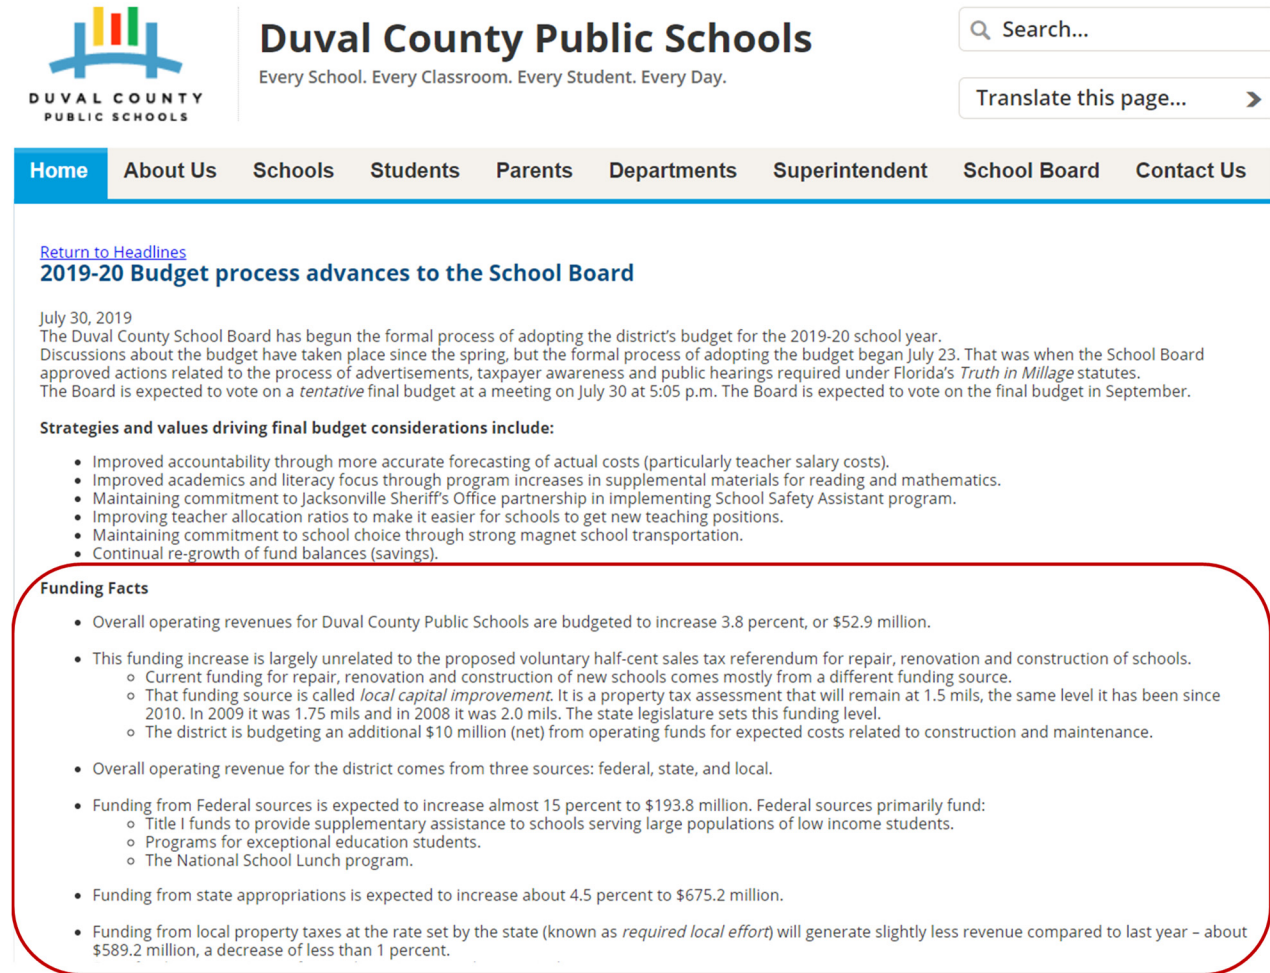 DUVAL COUNTY
PUBLIC SCHOOLS
Duval County Public Schools
Every School. Every Classroom. Every Student. Every Day.
Search...
Translate this page...
Home About Us Schools Students Parents Departments Superintendent School Board Contact Us
Return to Headlines
2019-20 Budget process advances to the School Board
July 30, 2019
The Duval County School Board has begun the formal process of adopting the district's budget for the 2019-20 school year.
Discussions about the budget have taken place since the spring, but the formal process of adopting the budget began July 23. That was when the School Board
approved actions related to the process of advertisements, taxpayer awareness and public hearings required under Florida's Truth in Millage statutes.
The Board is expected to vote on a tentative final budget at a meeting on July 30 at 5:05 p.m. The Board is expected to vote on the final budget in September.
Strategies and values driving final budget considerations include:
• Improved accountability through more accurate forecasting of actual costs (particularly teacher salary costs).
• Improved academics and literacy focus through program increases in supplemental materials for reading and mathematics.
• Maintaining commitment to Jacksonville Sheriff's Office partnership in implementing School Safety Assistant program.
• Improving teacher allocation ratios to make it easier for schools to get new teaching positions.
• Maintaining commitment to school choice through strong magnet school transportation.
• Continual re-growth of fund balances (savings).
Funding Facts
• Overall operating revenues for Duval County Public Schools are budgeted to increase 3.8 percent, or $52.9 million.
• This funding increase is largely unrelated to the proposed voluntary half-cent sales tax referendum for repair, renovation and construction of schools.
◦ Current funding for repair, renovation and construction of new schools comes mostly from a different funding source.
◦ That funding source is called local capital improvement. It is a property tax assessment that will remain at 1.5 mils, the same level it has been since
2010. In 2009 it was 1.75 mils and in 2008 it was 2.0 mils. The state legislature sets this funding level.
◦ The district is budgeting an additional $10 million (net) from operating funds for expected costs related to construction and maintenance.
• Overall operating revenue for the district comes from three sources: federal, state, and local.
• Funding from Federal sources is expected to increase almost 15 percent to $193.8 million. Federal sources primarily fund:
◦ Title I funds to provide supplementary assistance to schools serving large populations of low income students.
◦ Programs for exceptional education students.
◦ The National School Lunch program.
• Funding from state appropriations is expected to increase about 4.5 percent to $675.2 million.
• Funding from local property taxes at the rate set by the state (known as required local effort) will generate slightly less revenue compared to last year – about
$589.2 million, a decrease of less than 1 percent.